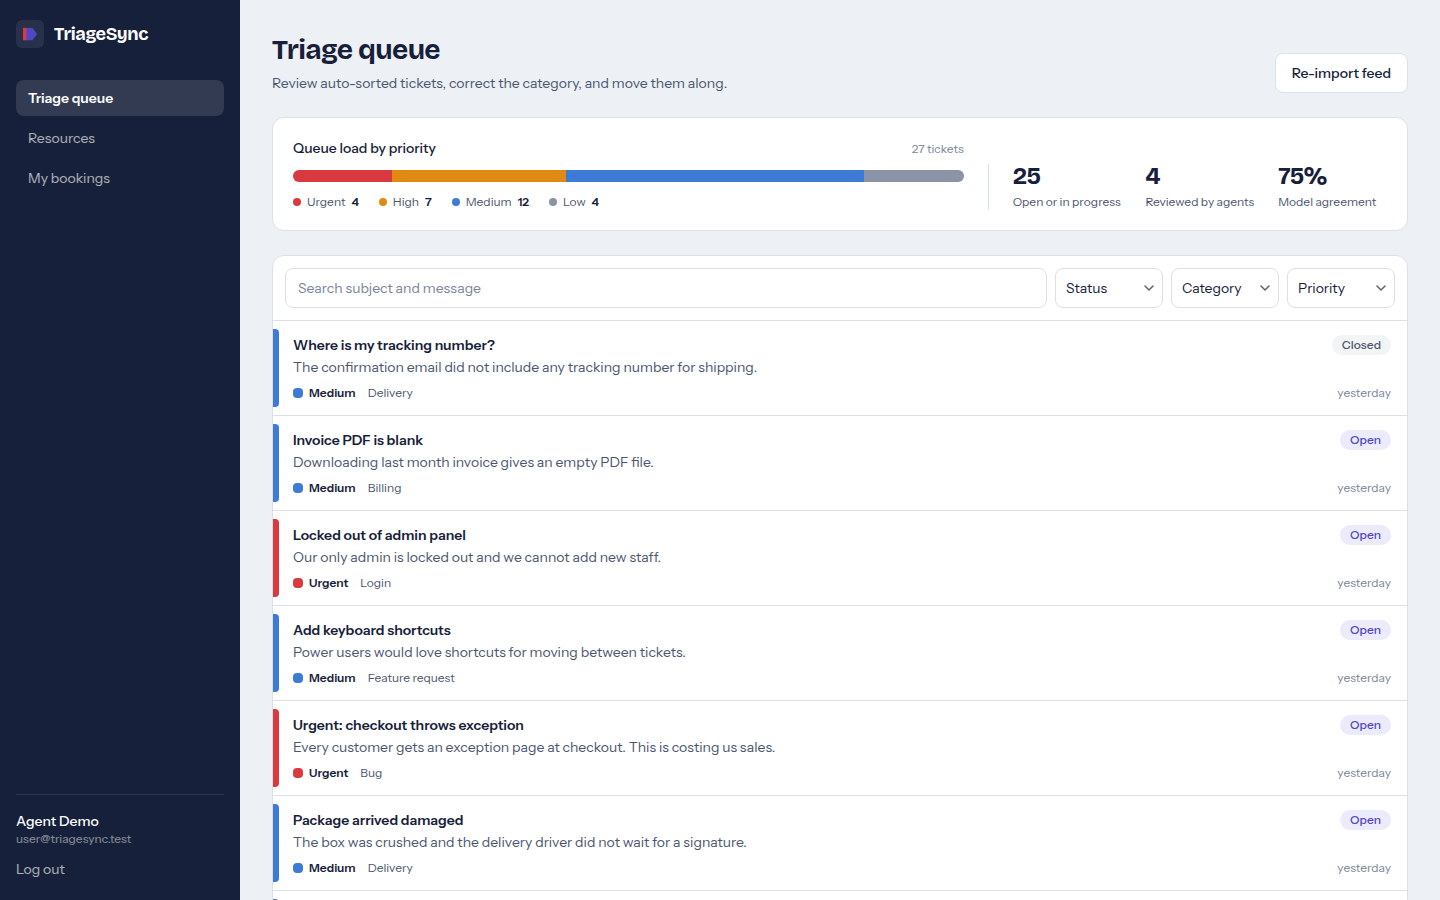 TriageSync
Triage queue
Resources
My bookings
Agent Demo
user@triagesync.test
Log out
Triage queue
Review auto-sorted tickets, correct the category, and move them along.
Re-import feed
Queue load by priority
27 tickets
Urgent 4 High 7 Medium 12 Low 4
25
Open or in progress
4
Reviewed by agents
75%
Model agreement
Search subject and message
Status
Category
Priority
Where is my tracking number?
Closed
The confirmation email did not include any tracking number for shipping.
Medium Delivery
yesterday
Invoice PDF is blank
Open
Downloading last month invoice gives an empty PDF file.
Medium Billing
yesterday
Locked out of admin panel
Open
Our only admin is locked out and we cannot add new staff.
Urgent Login
yesterday
Add keyboard shortcuts
Open
Power users would love shortcuts for moving between tickets.
Medium Feature request
yesterday
Urgent: checkout throws exception
Open
Every customer gets an exception page at checkout. This is costing us sales.
Urgent Bug
yesterday
Package arrived damaged
Open
The box was crushed and the delivery driver did not wait for a signature.
Medium Delivery
yesterday